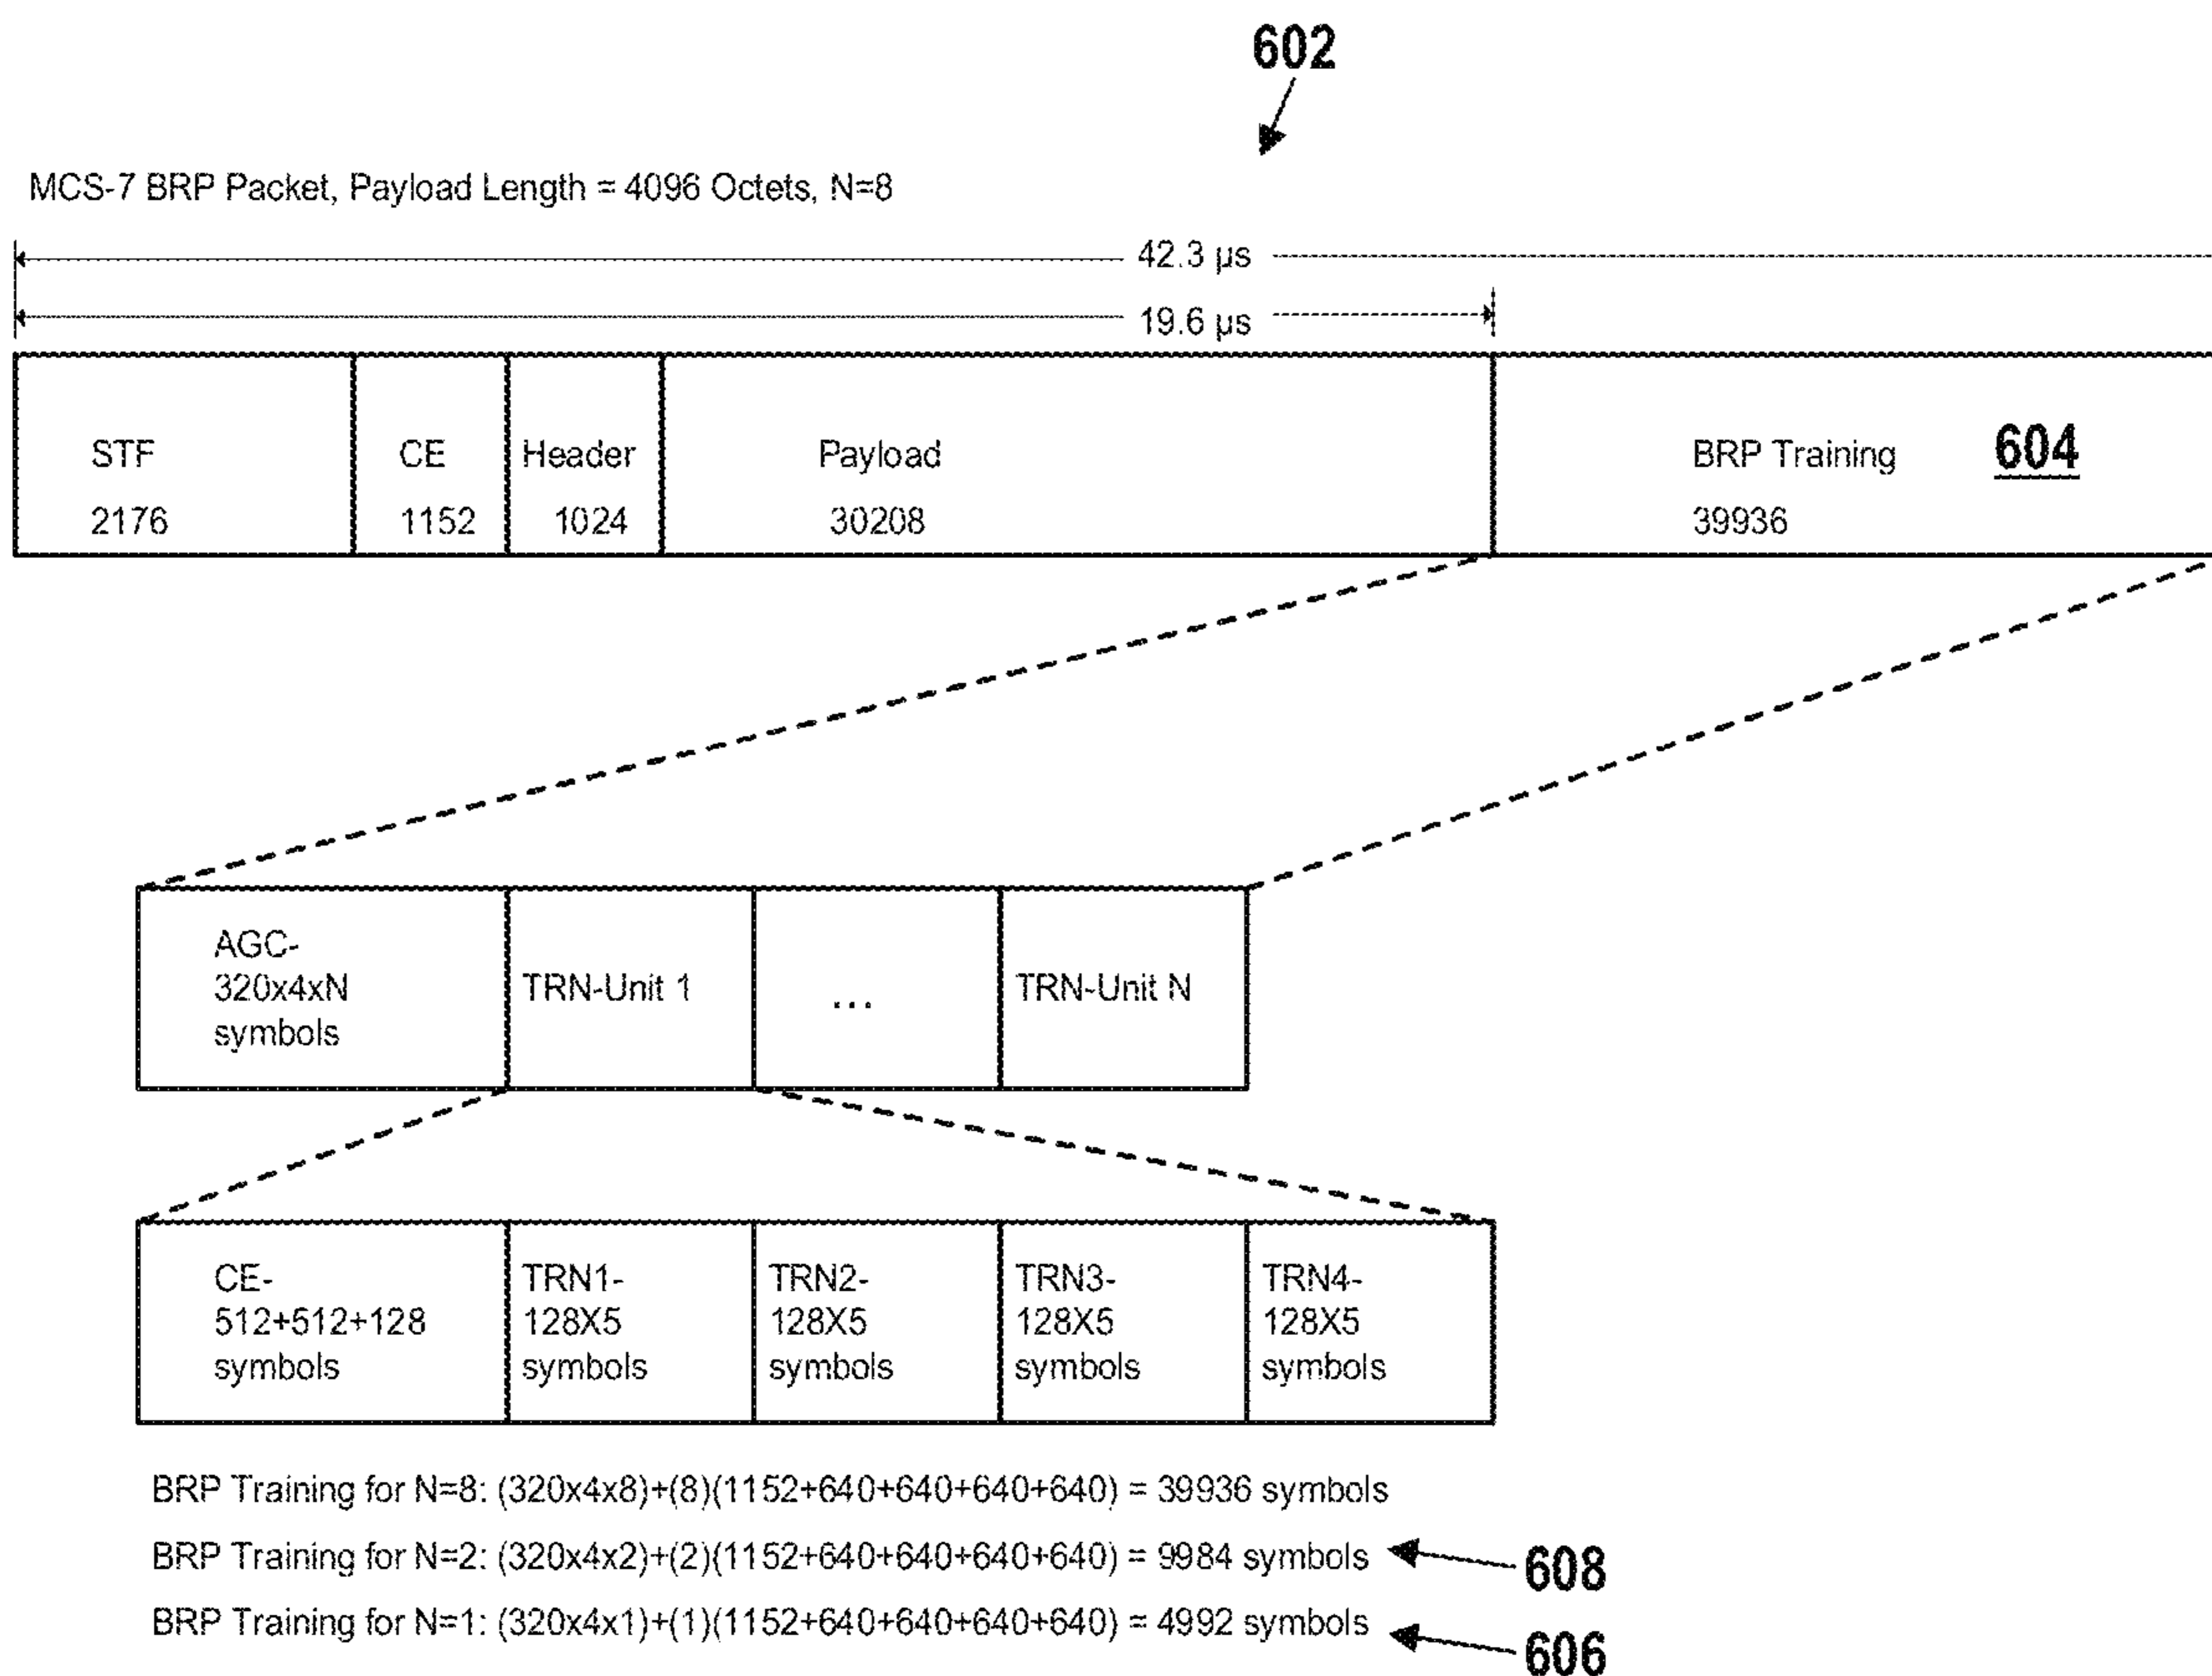 602
MCS-7 BRP Packet, Payload Length = 4096 Octets, N=8
42.3 µs
19.6 µs
STF
2176
CE
1152
Header
1024
Payload
30208
BRP Training 604
39936
AGC-
320x4xN
symbols
TRN-Unit 1
...
TRN-Unit N
CE-
512+512+128
symbols
TRN1-
128X5
symbols
TRN2-
128X5
symbols
TRN3-
128X5
symbols
TRN4-
128X5
symbols
BRP Training for N=8: (320x4x8)+(8)(1152+640+640+640+640) = 39936 symbols
BRP Training for N=2: (320x4x2)+(2)(1152+640+640+640+640) = 9984 symbols
608
BRP Training for N=1: (320x4x1)+(1)(1152+640+640+640+640) = 4992 symbols
606